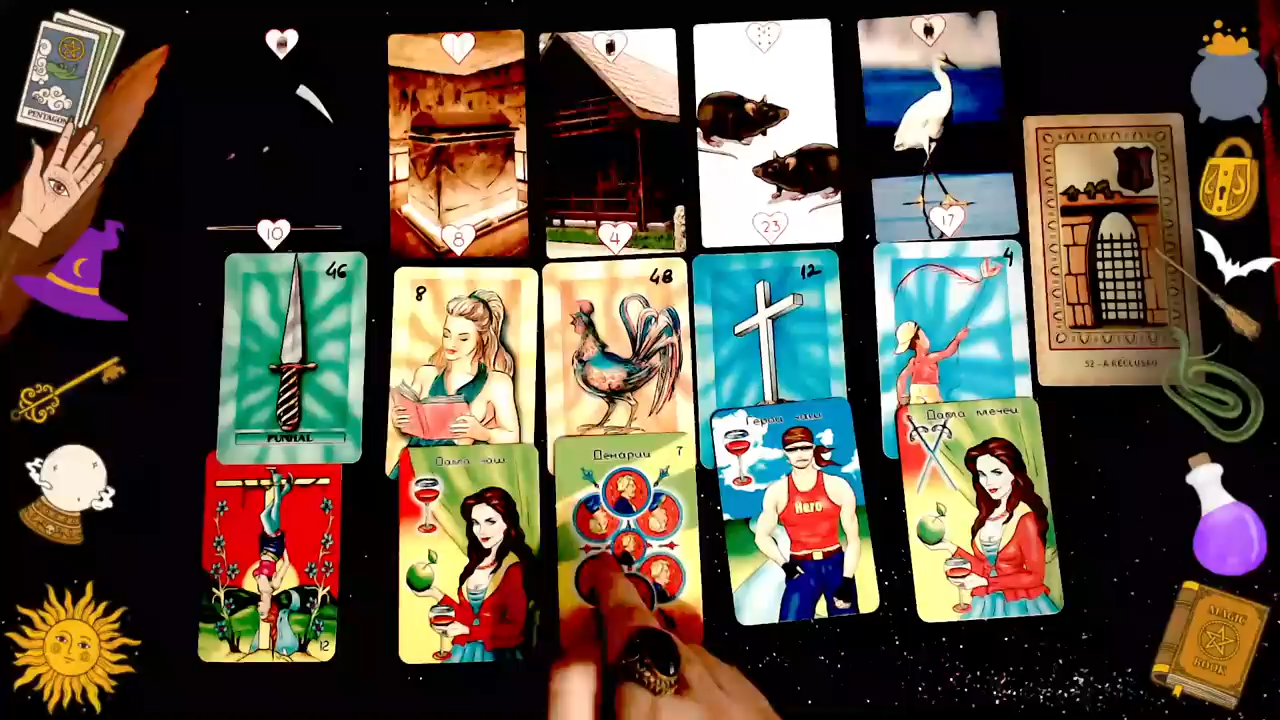 PENTAGON
10
8
4
23
17
46
PUNHAL
8
48
12
4
52 - A RECLUSÃO
12
Дама чаш
Денарии 7
Герой чаш
Hero
Дама мечей
MAGIC
BOOK